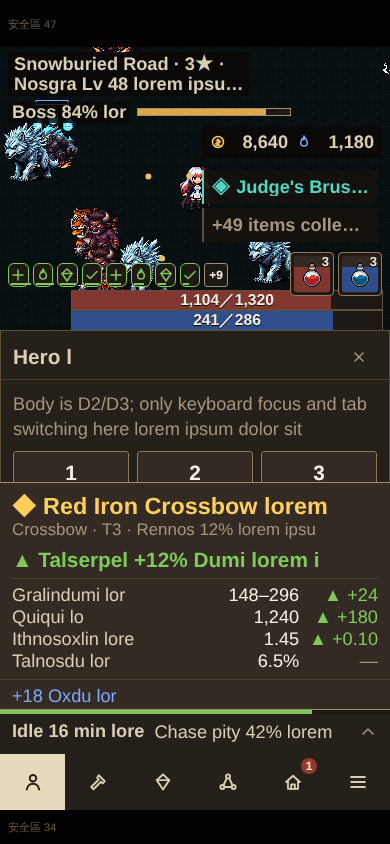 安全區 47
Snowburied Road · 3★ ·
Nosgra Lv 48 lorem ipsu…
Boss 84% lor
8,640 1,180
◈ Judge's Brus…
+49 items colle…
+9 3 3
1,104／1,320
241／286
Hero l ×
Body is D2/D3; only keyboard focus and tab
switching here lorem ipsum dolor sit
1 2 3
◆ Red Iron Crossbow lorem
Crossbow · T3 · Rennos 12% lorem ipsu
▲ Talserpel +12% Dumi lorem i
Gralindumi lor 148–296 ▲ +24
Quiqui lo 1,240 ▲ +180
Ithnosoxlin lore 1.45 ▲ +0.10
Talnosdu lor 6.5% —
+18 Oxdu lor
Idle 16 min lore Chase pity 42% lorem
1
安全區 34